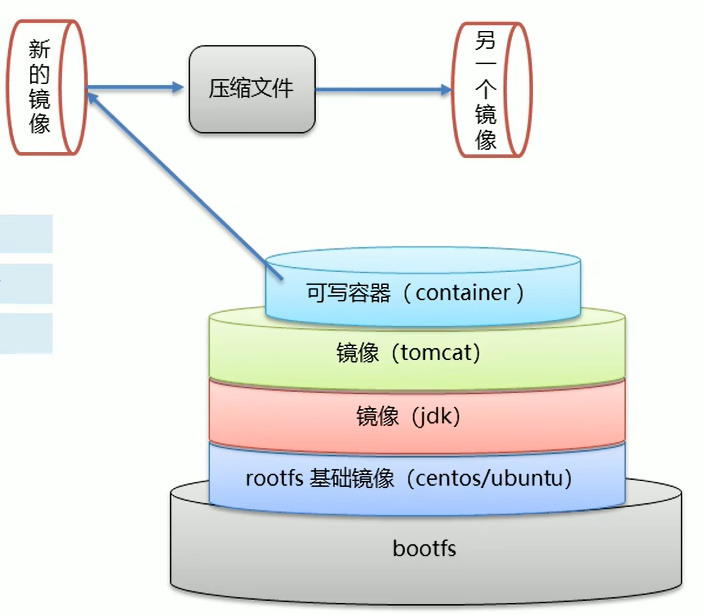 新的镜像
压缩文件
另一个镜像
可写容器（container）
镜像（tomcat）
镜像（jdk）
rootfs 基础镜像（centos/ubuntu）
bootfs